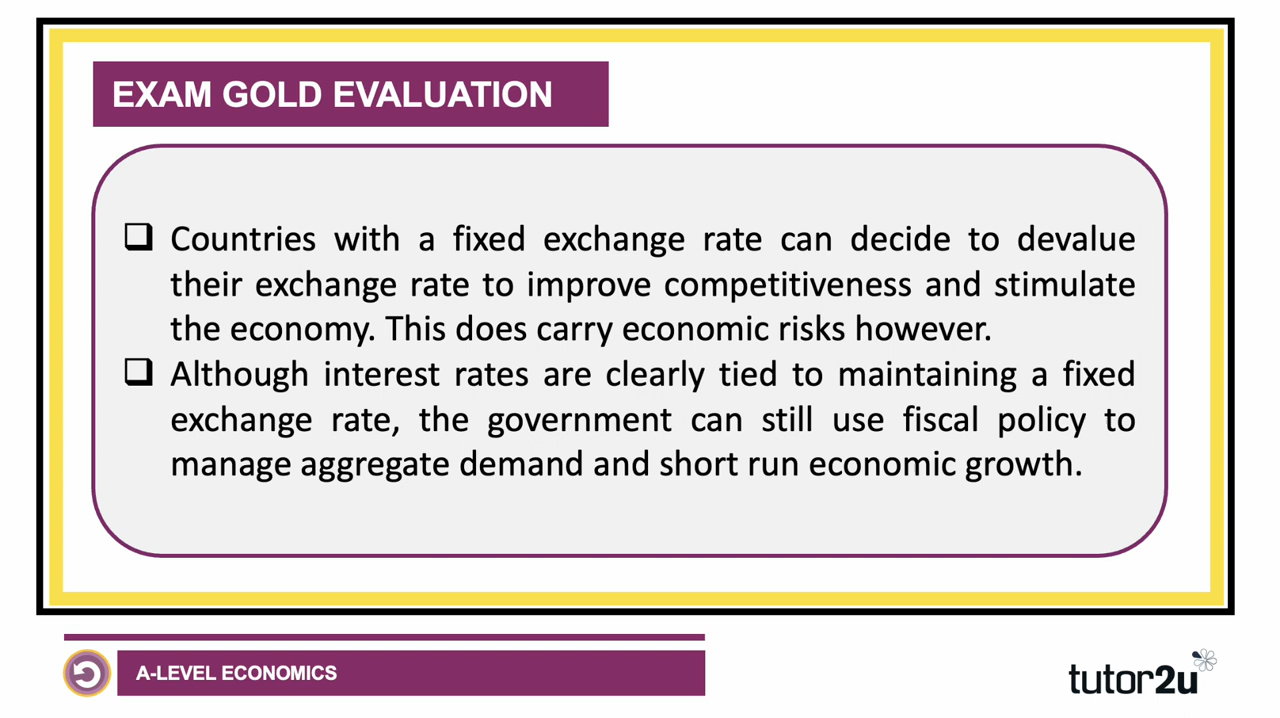 EXAM GOLD EVALUATION
❑ Countries with a fixed exchange rate can decide to devalue
their exchange rate to improve competitiveness and stimulate
the economy. This does carry economic risks however.
❑ Although interest rates are clearly tied to maintaining a fixed
exchange rate, the government can still use fiscal policy to
manage aggregate demand and short run economic growth.
A-LEVEL ECONOMICS
tutor2u